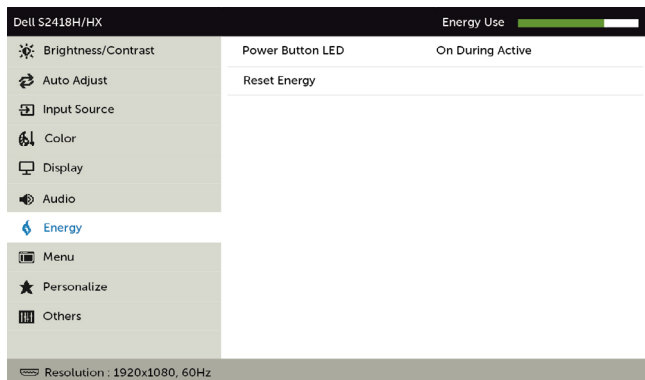 Dell S2418H/HX
Energy Use
Brightness/Contrast
Power Button LED
On During Active
Auto Adjust
Reset Energy
Input Source
Color
Display
Audio
Energy
Menu
Personalize
Others
Resolution : 1920x1080, 60Hz